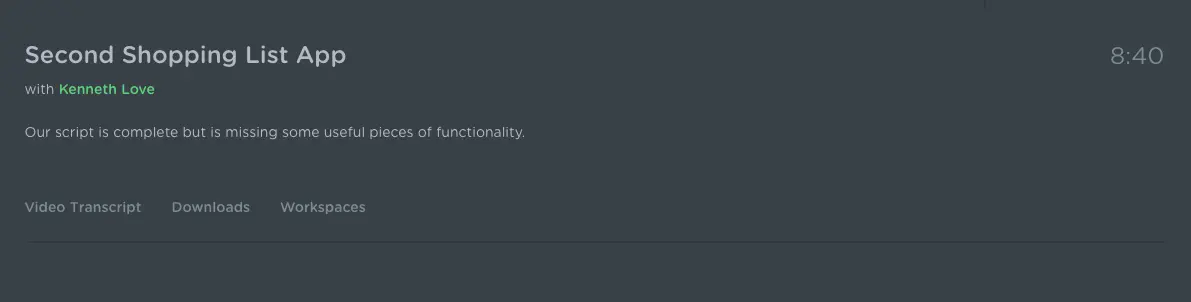 Second Shopping List App
8:40
with Kenneth Love
Our script is complete but is missing some useful pieces of functionality.
Video Transcript Downloads Workspaces